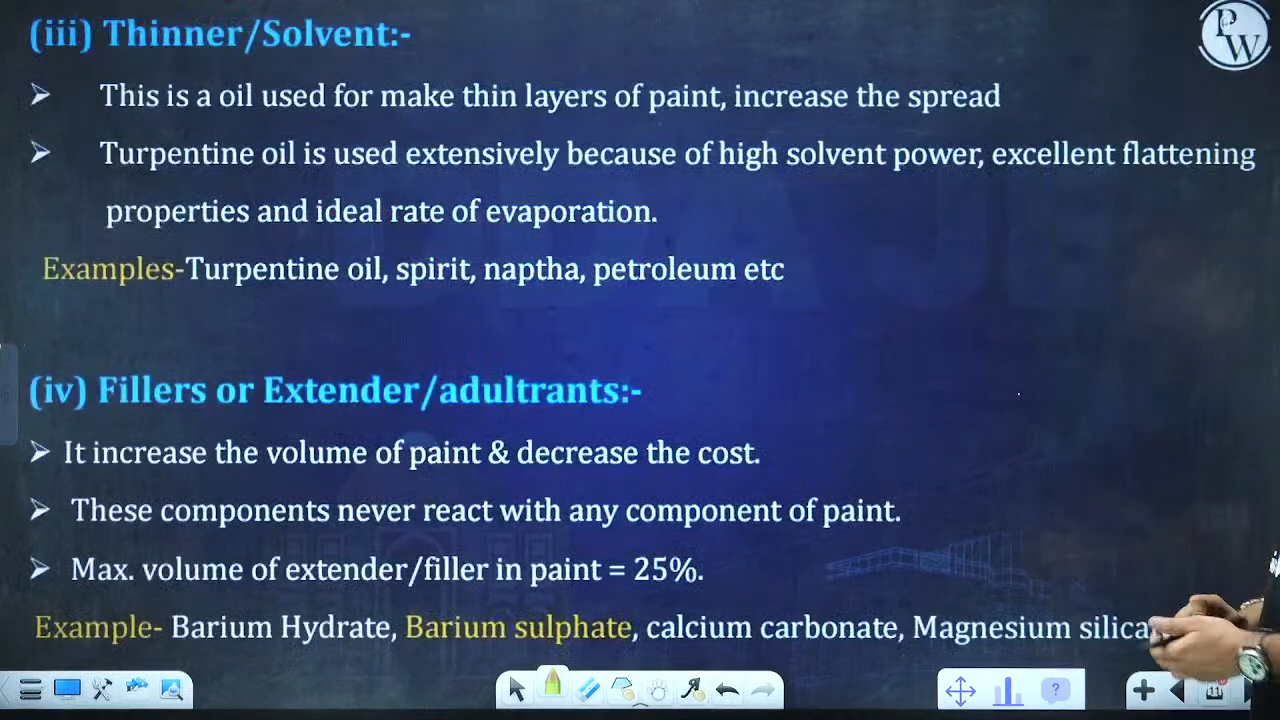 (iii) Thinner/Solvent:-
PW
➤ This is a oil used for make thin layers of paint, increase the spread
➤ Turpentine oil is used extensively because of high solvent power, excellent flattening
properties and ideal rate of evaporation.
Examples-Turpentine oil, spirit, naptha, petroleum etc
(iv) Fillers or Extender/adultrants:-
➤ It increase the volume of paint & decrease the cost.
➤ These components never react with any component of paint.
➤ Max. volume of extender/filler in paint = 25%.
Example- Barium Hydrate, Barium sulphate, calcium carbonate, Magnesium
11